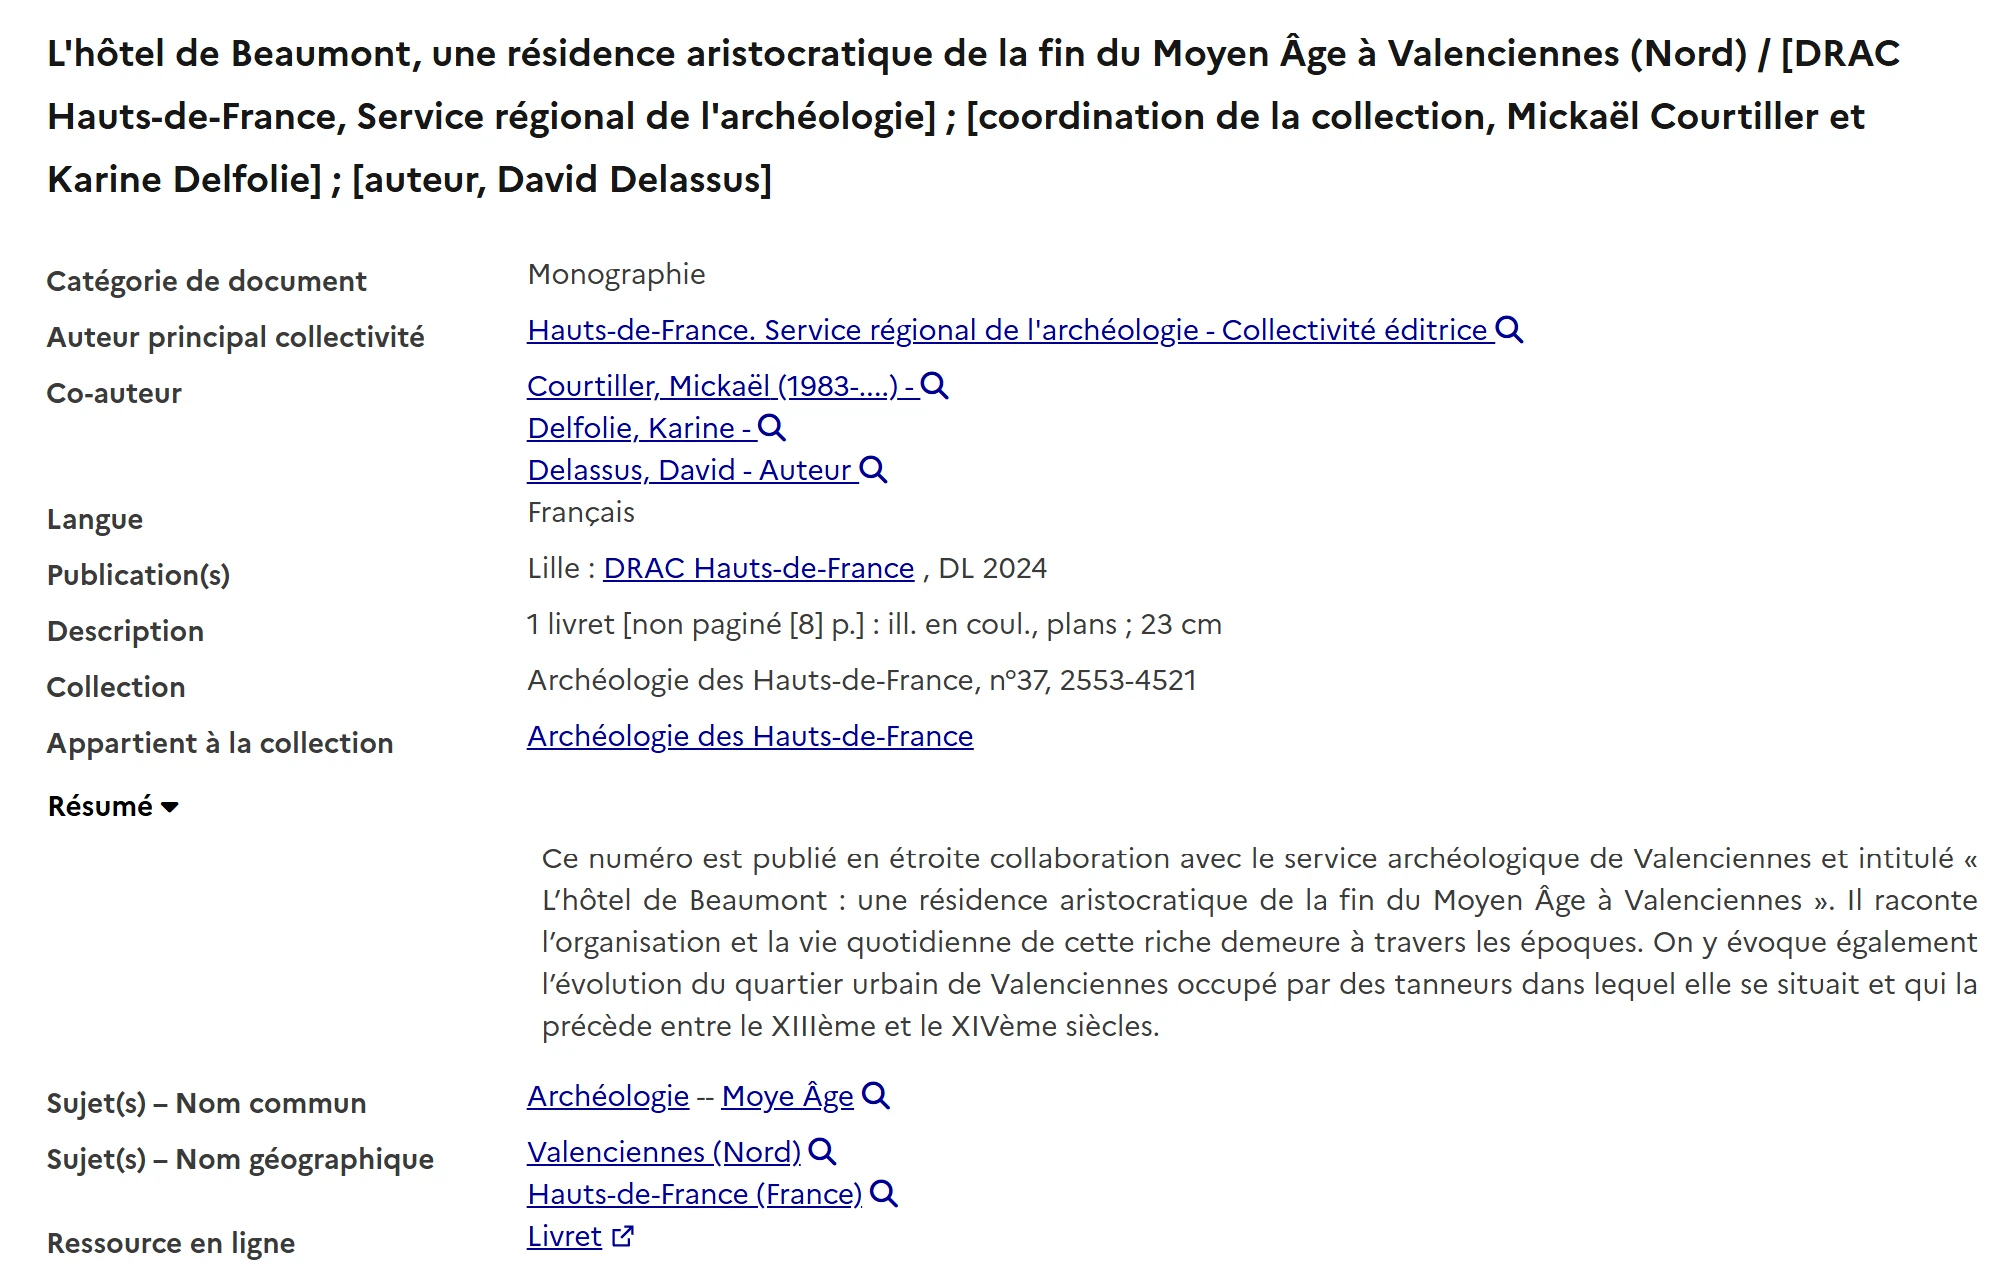 L'hôtel de Beaumont, une résidence aristocratique de la fin du Moyen Âge à Valenciennes (Nord) / [DRAC
Hauts-de-France, Service régional de l'archéologie] ; [coordination de la collection, Mickaël Courtiller et
Karine Delfolie] ; [auteur, David Delassus]
Catégorie de document Monographie
Auteur principal collectivité Hauts-de-France. Service régional de l'archéologie - Collectivité éditrice
Co-auteur Courtiller, Mickaël (1983-....) -
Delfolie, Karine -
Delassus, David - Auteur
Langue Français
Publication(s) Lille : DRAC Hauts-de-France , DL 2024
Description 1 livret [non paginé [8] p.] : ill. en coul., plans ; 23 cm
Collection Archéologie des Hauts-de-France, n°37, 2553-4521
Appartient à la collection Archéologie des Hauts-de-France
Résumé
Ce numéro est publié en étroite collaboration avec le service archéologique de Valenciennes et intitulé «
L’hôtel de Beaumont : une résidence aristocratique de la fin du Moyen Âge à Valenciennes ». Il raconte
l’organisation et la vie quotidienne de cette riche demeure à travers les époques. On y évoque également
l’évolution du quartier urbain de Valenciennes occupé par des tanneurs dans lequel elle se situait et qui la
précède entre le XIIIème et le XIVème siècles.
Sujet(s) – Nom commun Archéologie -- Moye Âge
Sujet(s) – Nom géographique Valenciennes (Nord)
Hauts-de-France (France)
Ressource en ligne Livret